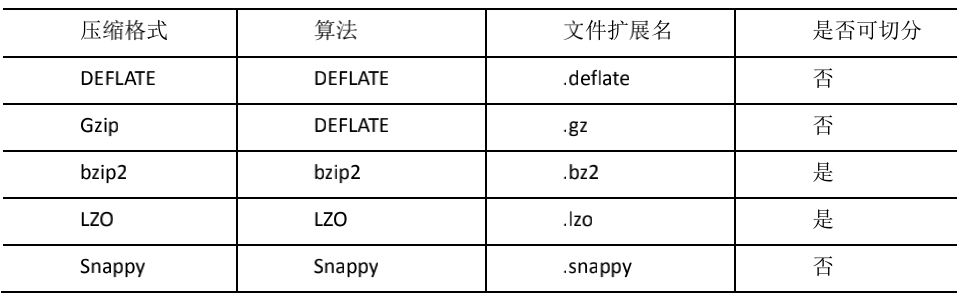 压缩格式 算法 文件扩展名 是否可切分
DEFLATE DEFLATE .deflate 否
Gzip DEFLATE .gz 否
bzip2 bzip2 .bz2 是
LZO LZO .lzo 是
Snappy Snappy .snappy 否